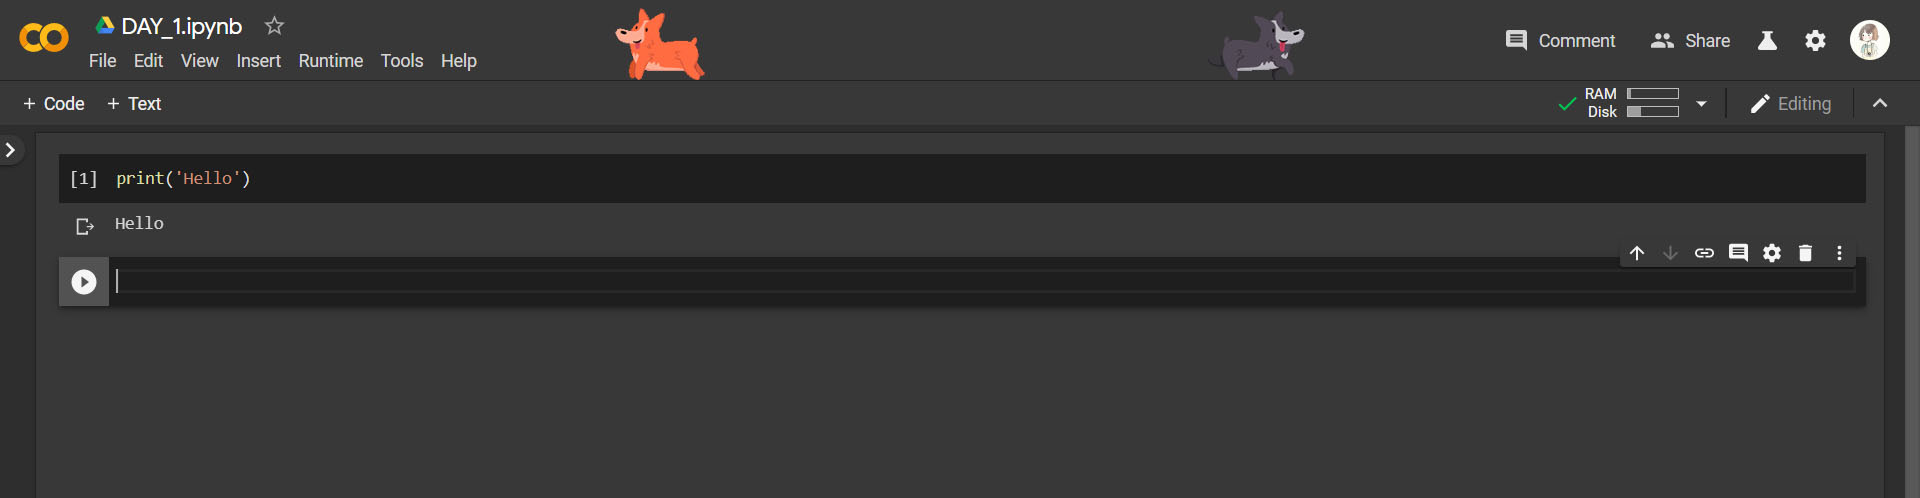 DAY_1.ipynb
File Edit View Insert Runtime Tools Help
Comment Share
+ Code + Text
RAM
Disk
Editing
[1] print('Hello')
Hello